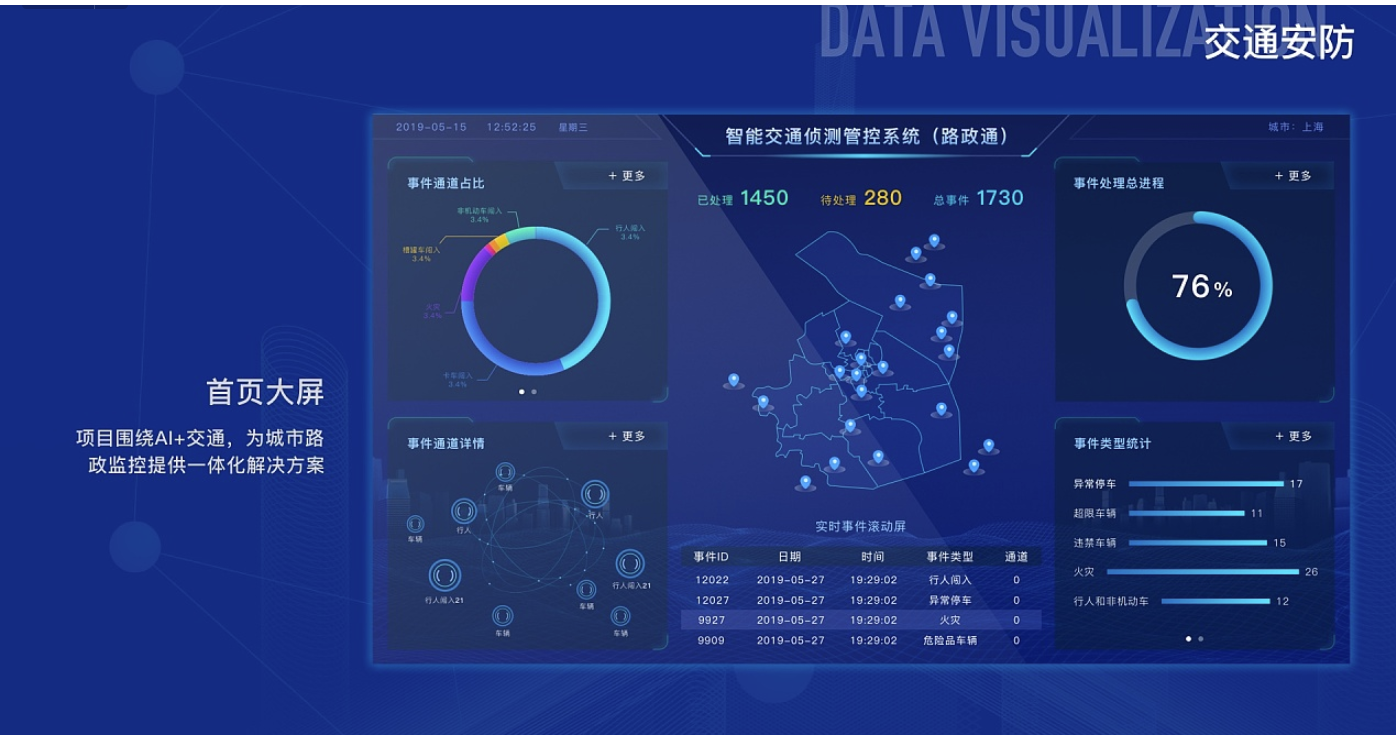 DATA VISUALIZATION
交通安防
首页大屏
项目围绕AI+交通，为城市路
政监控提供一体化解决方案
2019-05-15 12:52:25 星期三
智能交通侦测管控系统（路政通）
城市：上海
事件通道占比
+ 更多
非机动车闯入
3.4%
行人闯入
3.4%
槽罐车闯入
3.4%
火灾
3.4%
卡车闯入
3.4%
已处理 1450 待处理 280 总事件 1730
事件处理总进程
+ 更多
76%
事件通道详情
+ 更多
车辆
行人
行人
车辆
行人闯入21
行人闯入21
车辆
车辆
车辆
实时事件滚动屏
事件ID 日期 时间 事件类型 通道
12022 2019-05-27 19:29:02 行人闯入 0
12027 2019-05-27 19:29:02 异常停车 0
9927 2019-05-27 19:29:02 火灾 0
9909 2019-05-27 19:29:02 危险品车辆 0
事件类型统计
+ 更多
异常停车 17
超限车辆 11
违禁车辆 15
火灾 26
行人和非机动车 12